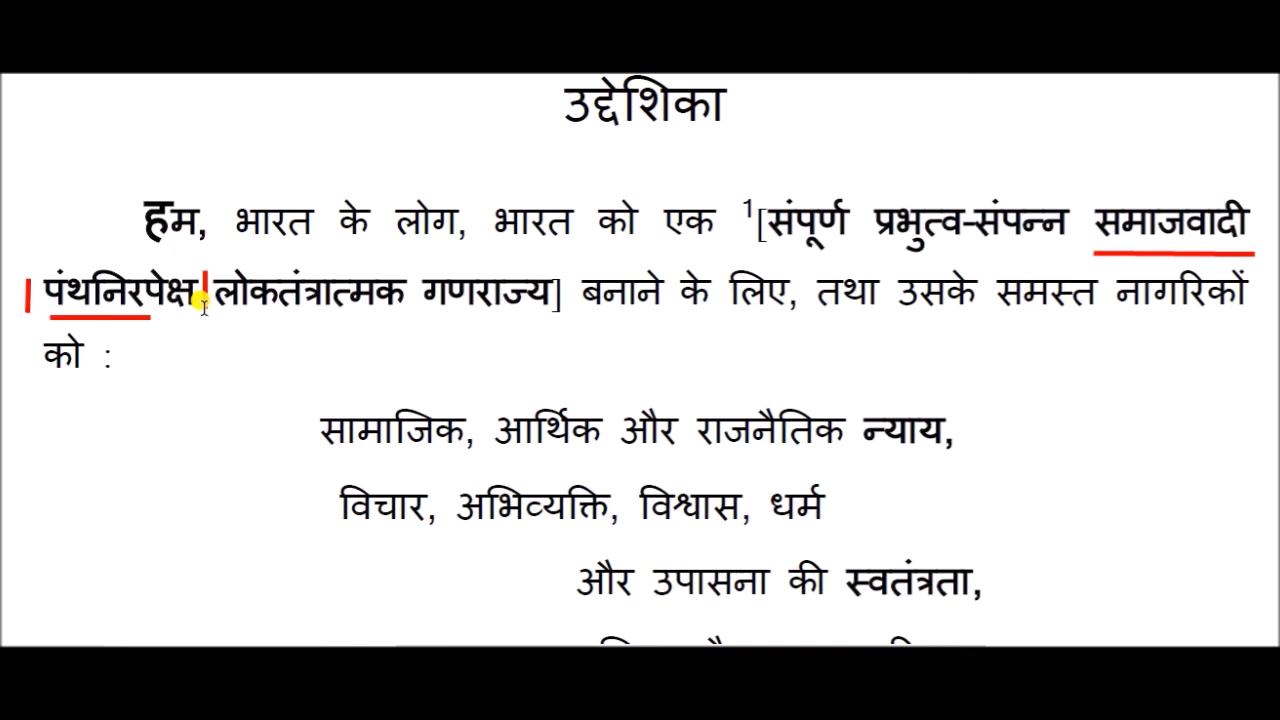 उद्देशिका
हम, भारत के लोग, भारत को एक ¹[संपूर्ण प्रभुत्व-संपन्न समाजवादी
पंथनिरपेक्ष लोकतंत्रात्मक गणराज्य] बनाने के लिए, तथा उसके समस्त नागरिकों
को :
सामाजिक, आर्थिक और राजनैतिक न्याय,
विचार, अभिव्यक्ति, विश्वास, धर्म
और उपासना की स्वतंत्रता,